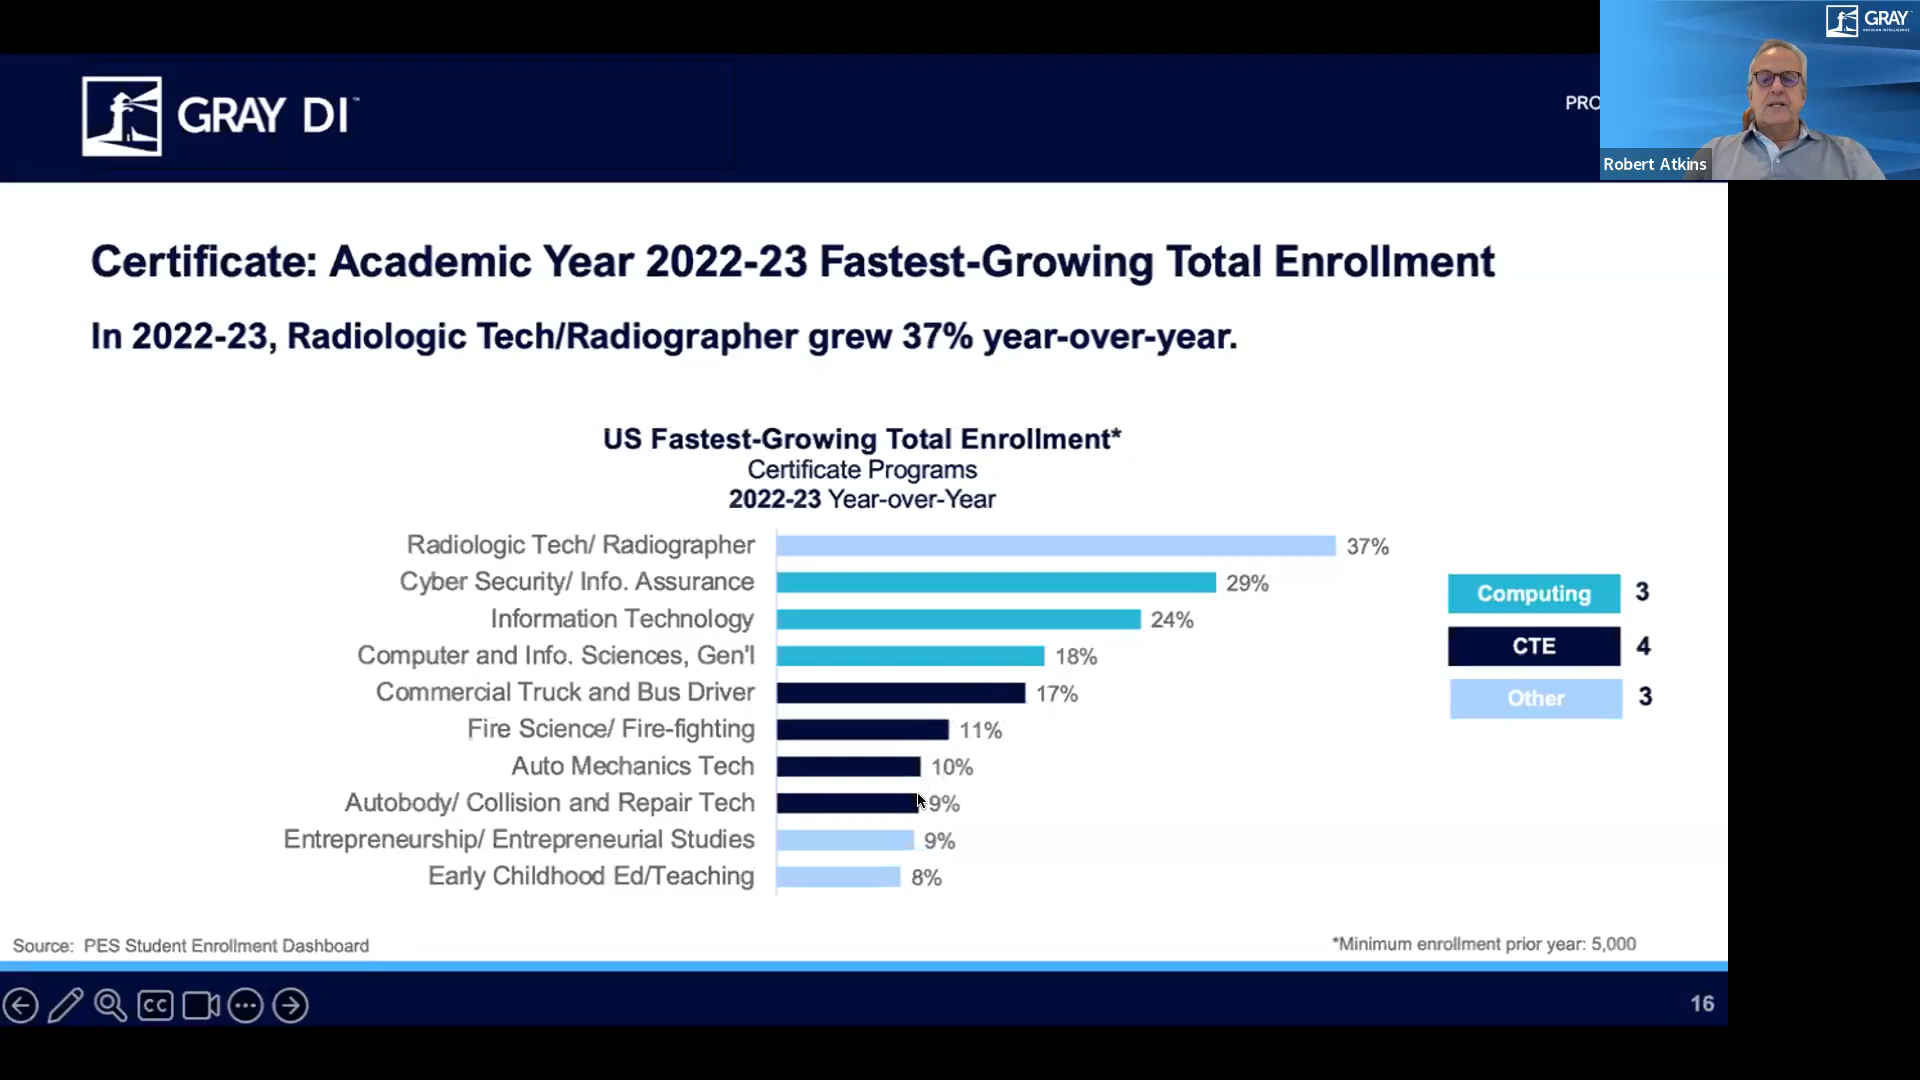 GRAY
GRAY DI™
PRO
Robert Atkins
Certificate: Academic Year 2022-23 Fastest-Growing Total Enrollment
In 2022-23, Radiologic Tech/Radiographer grew 37% year-over-year.
US Fastest-Growing Total Enrollment*
Certificate Programs
2022-23 Year-over-Year
Radiologic Tech/ Radiographer 37%
Cyber Security/ Info. Assurance 29%
Information Technology 24%
Computer and Info. Sciences, Gen'l 18%
Commercial Truck and Bus Driver 17%
Fire Science/ Fire-fighting 11%
Auto Mechanics Tech 10%
Autobody/ Collision and Repair Tech 9%
Entrepreneurship/ Entrepreneurial Studies 9%
Early Childhood Ed/Teaching 8%
Computing 3
CTE 4
Other 3
Source: PES Student Enrollment Dashboard
*Minimum enrollment prior year: 5,000
CC
16